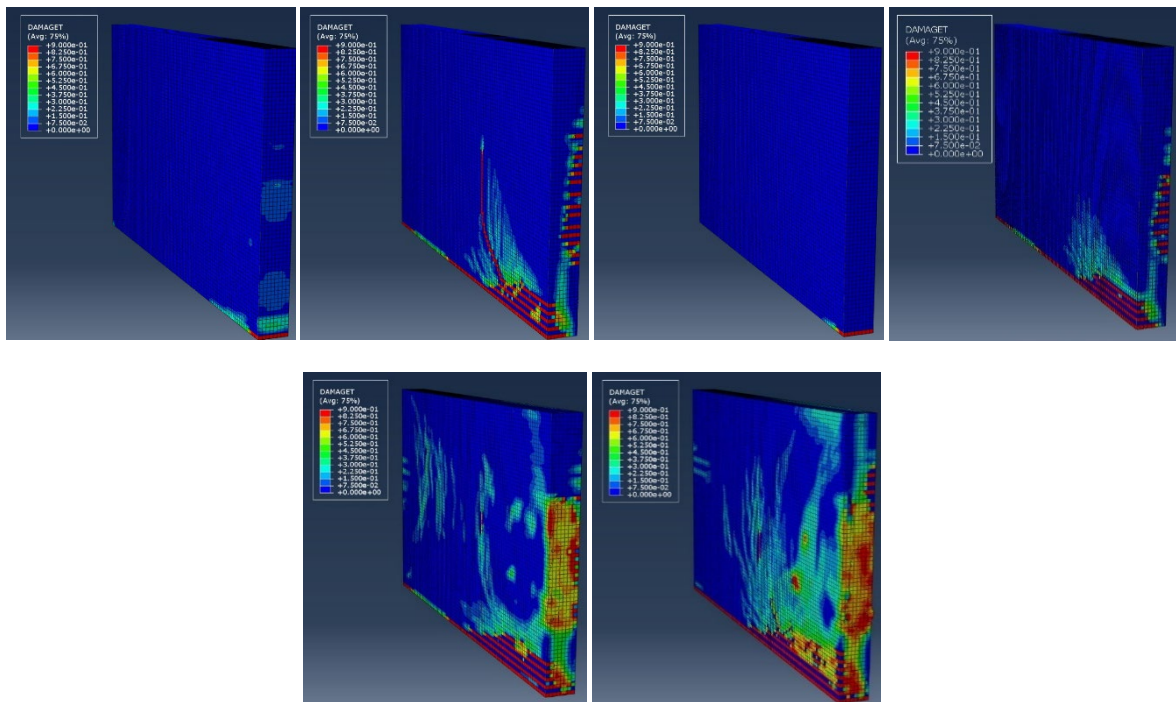 DAMAGET
(Avg: 75%)
+9.000e-01
+8.250e-01
+7.500e-01
+6.750e-01
+6.000e-01
+5.250e-01
+4.500e-01
+3.750e-01
+3.000e-01
+2.250e-01
+1.500e-01
+7.500e-02
+0.000e+00
DAMAGET
(Avg: 75%)
+9.000e-01
+8.250e-01
+7.500e-01
+6.750e-01
+6.000e-01
+5.250e-01
+4.500e-01
+3.750e-01
+3.000e-01
+2.250e-01
+1.500e-01
+7.500e-02
+0.000e+00
DAMAGET
(Avg: 75%)
+9.000e-01
+8.250e-01
+7.500e-01
+6.750e-01
+6.000e-01
+5.250e-01
+4.500e-01
+3.750e-01
+3.000e-01
+2.250e-01
+1.500e-01
+7.500e-02
+0.000e+00
DAMAGET
(Avg: 75%)
+9.000e-01
+8.250e-01
+7.500e-01
+6.750e-01
+6.000e-01
+5.250e-01
+4.500e-01
+3.750e-01
+3.000e-01
+2.250e-01
+1.500e-01
+7.500e-02
+0.000e+00
DAMAGET
(Avg: 75%)
+9.000e-01
+8.250e-01
+7.500e-01
+6.750e-01
+6.000e-01
+5.250e-01
+4.500e-01
+3.750e-01
+3.000e-01
+2.250e-01
+1.500e-01
+7.500e-02
+0.000e+00
DAMAGET
(Avg: 75%)
+9.000e-01
+8.250e-01
+7.500e-01
+6.750e-01
+6.000e-01
+5.250e-01
+4.500e-01
+3.750e-01
+3.000e-01
+2.250e-01
+1.500e-01
+7.500e-02
+0.000e+00